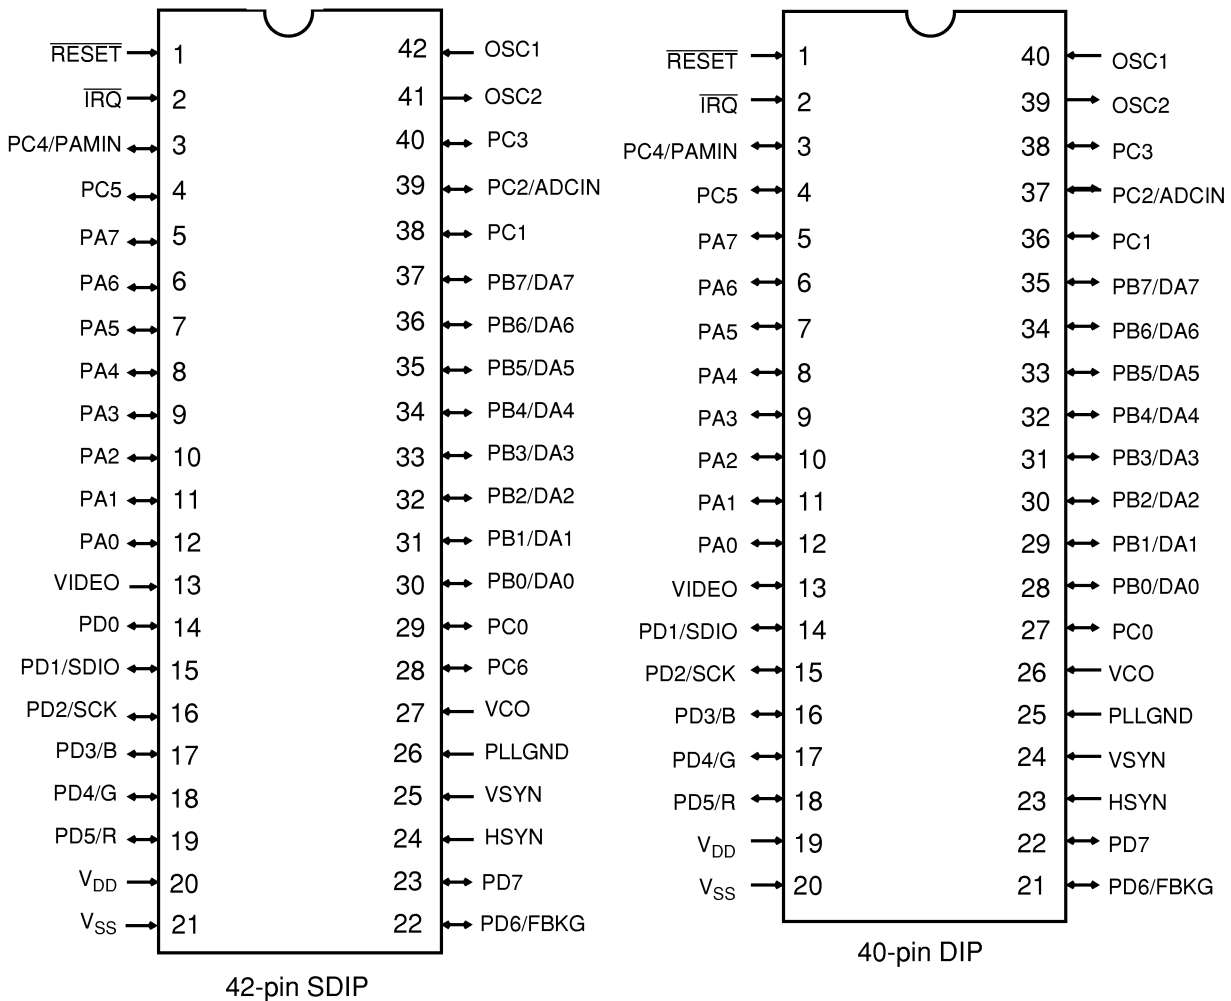 RESET 1 42 OSC1
IRQ 2 41 OSC2
PC4/PAMIN 3 40 PC3
PC5 4 39 PC2/ADCIN
PA7 5 38 PC1
PA6 6 37 PB7/DA7
PA5 7 36 PB6/DA6
PA4 8 35 PB5/DA5
PA3 9 34 PB4/DA4
PA2 10 33 PB3/DA3
PA1 11 32 PB2/DA2
PA0 12 31 PB1/DA1
VIDEO 13 30 PB0/DA0
PD0 14 29 PC0
PD1/SDIO 15 28 PC6
PD2/SCK 16 27 VCO
PD3/B 17 26 PLLGND
PD4/G 18 25 VSYN
PD5/R 19 24 HSYN
VDD 20 23 PD7
VSS 21 22 PD6/FBKG
42-pin SDIP
RESET 1 40 OSC1
IRQ 2 39 OSC2
PC4/PAMIN 3 38 PC3
PC5 4 37 PC2/ADCIN
PA7 5 36 PC1
PA6 6 35 PB7/DA7
PA5 7 34 PB6/DA6
PA4 8 33 PB5/DA5
PA3 9 32 PB4/DA4
PA2 10 31 PB3/DA3
PA1 11 30 PB2/DA2
PA0 12 29 PB1/DA1
VIDEO 13 28 PB0/DA0
PD1/SDIO 14 27 PC0
PD2/SCK 15 26 VCO
PD3/B 16 25 PLLGND
PD4/G 17 24 VSYN
PD5/R 18 23 HSYN
VDD 19 22 PD7
VSS 20 21 PD6/FBKG
40-pin DIP